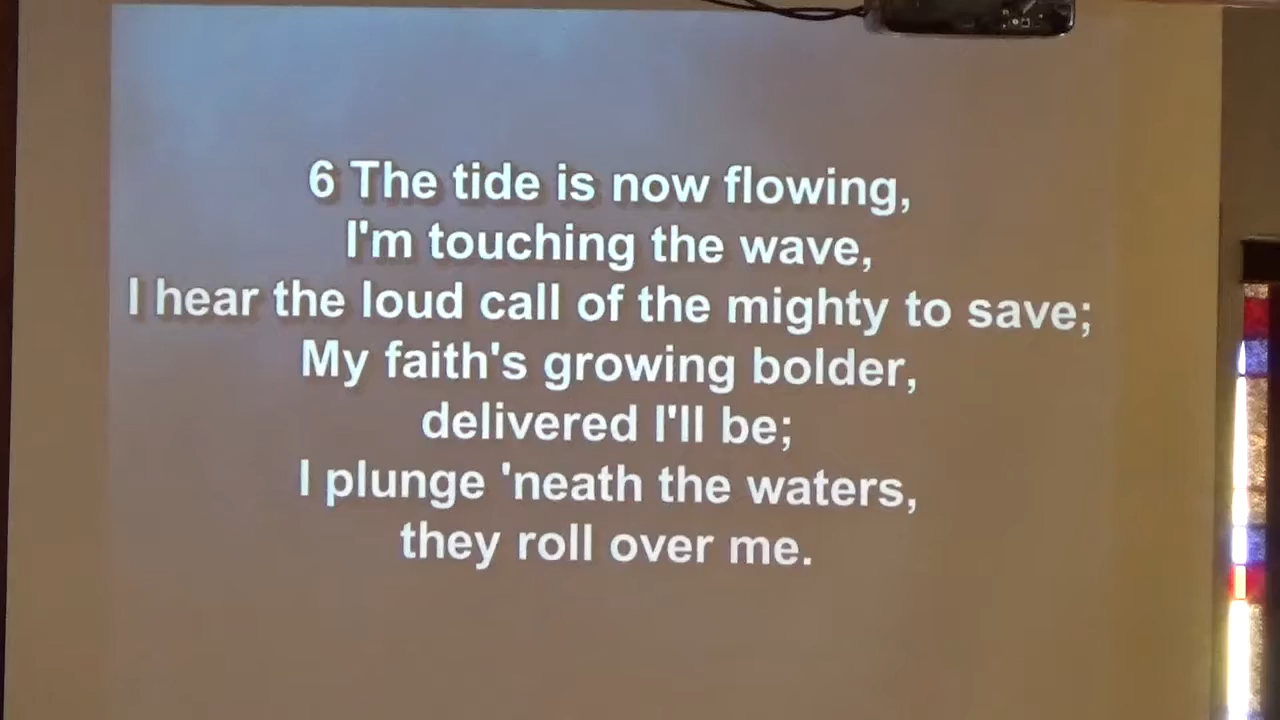 6 The tide is now flowing,
I'm touching the wave,
I hear the loud call of the mighty to save;
My faith's growing bolder,
delivered I'll be;
I plunge 'neath the waters,
they roll over me.